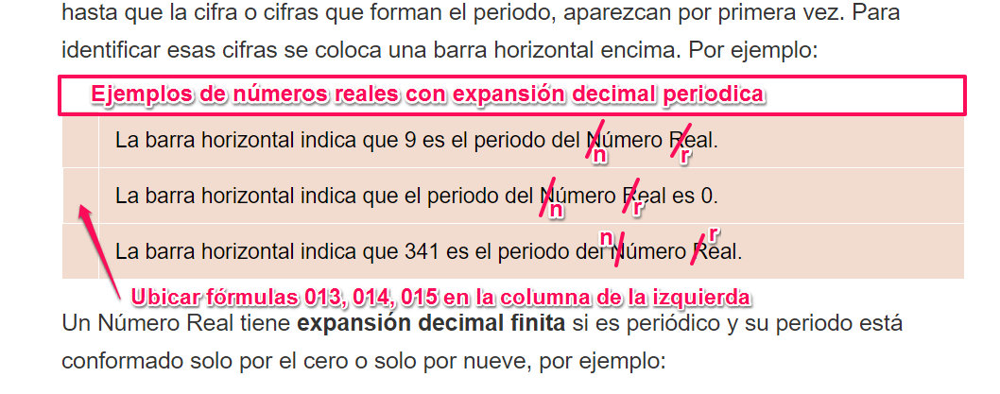 hasta que la cifra o cifras que forman el periodo, aparezcan por primera vez. Para
identificar esas cifras se coloca una barra horizontal encima. Por ejemplo:
Ejemplos de números reales con expansión decimal periodica
La barra horizontal indica que 9 es el periodo del Número Real.
n r
La barra horizontal indica que el periodo del Número Real es 0.
n r
n r
La barra horizontal indica que 341 es el periodo del Número Real.
Ubicar fórmulas 013, 014, 015 en la columna de la izquierda
Un Número Real tiene expansión decimal finita si es periódico y su periodo está
conformado solo por el cero o solo por nueve, por ejemplo: